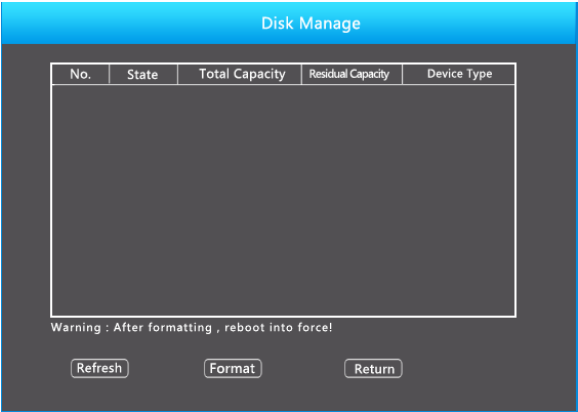 Disk Manage
No. State Total Capacity Residual Capacity Device Type
Warning : After formatting , reboot into force!
Refresh Format Return